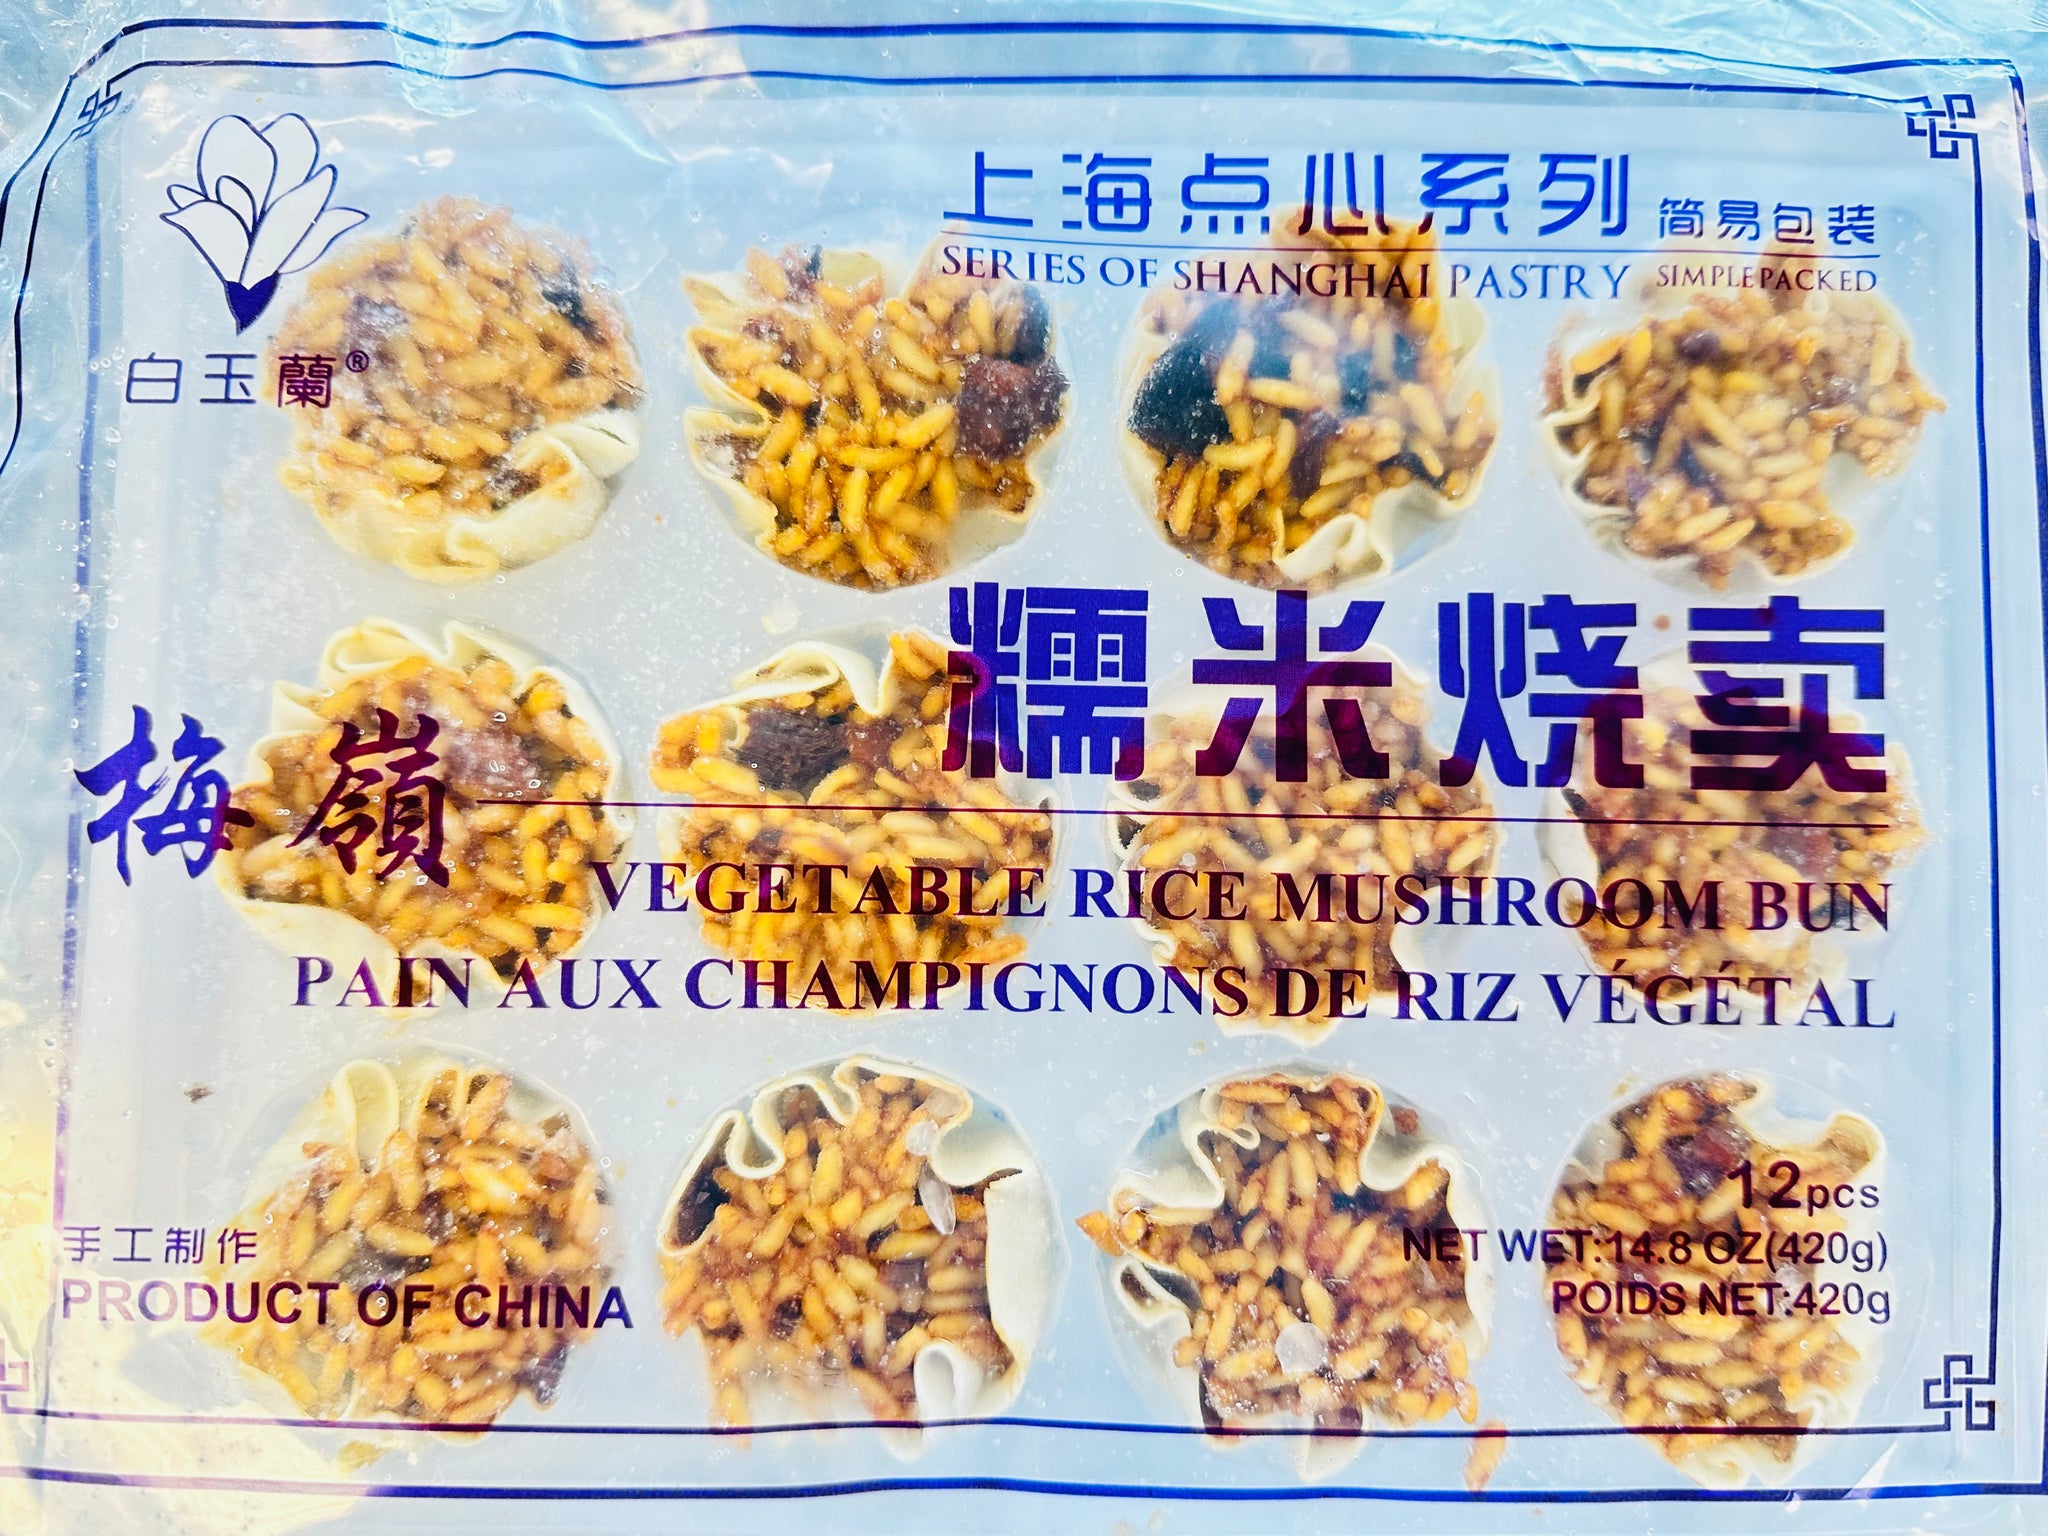 上海点心系列 简易包装
SERIES OF SHANGHAI PASTRY SIMPLEPACKED
白玉蘭®
糯米烧卖
梅嶺
VEGETABLE RICE MUSHROOM BUN
PAIN AUX CHAMPIGNONS DE RIZ VÉGÉTAL
12pcs
手工制作
NET WET:14.8 OZ(420g)
PRODUCT OF CHINA
POIDS NET:420g